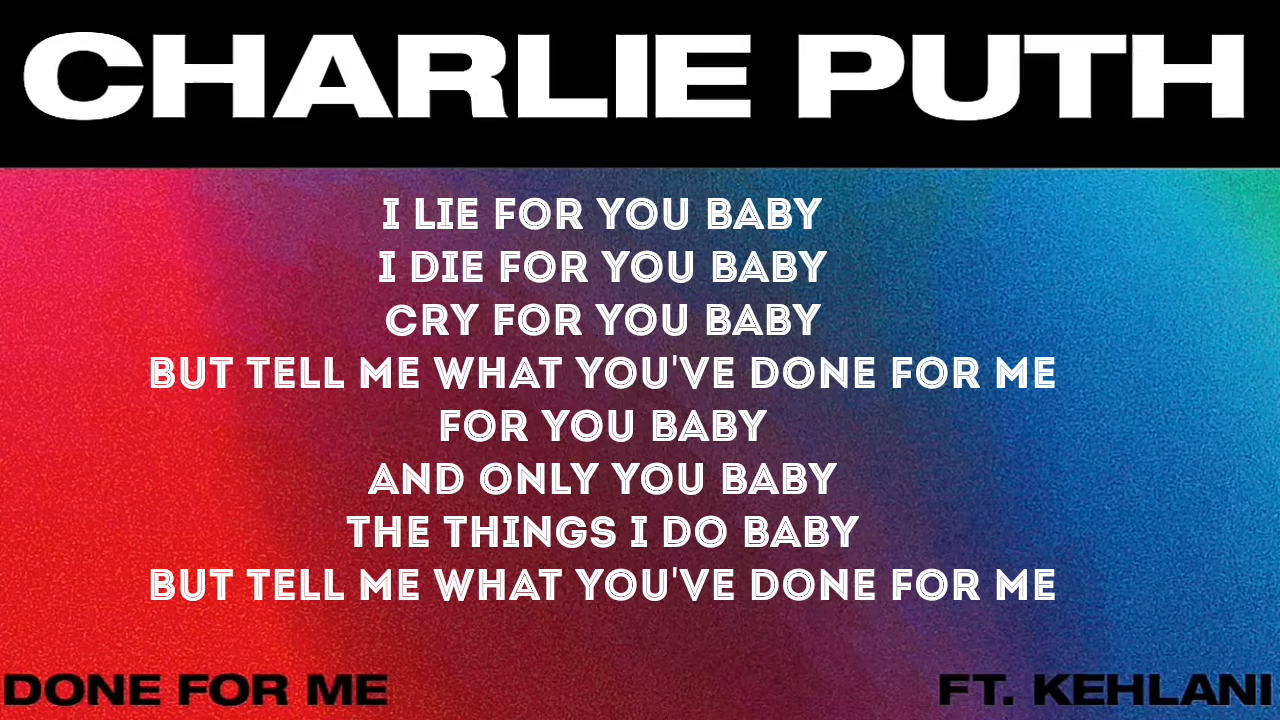 CHARLIE PUTH
I LIE FOR YOU BABY
I DIE FOR YOU BABY
CRY FOR YOU BABY
BUT TELL ME WHAT YOU'VE DONE FOR ME
FOR YOU BABY
AND ONLY YOU BABY
THE THINGS I DO BABY
BUT TELL ME WHAT YOU'VE DONE FOR ME
DONE FOR ME
FT. KEHLANI